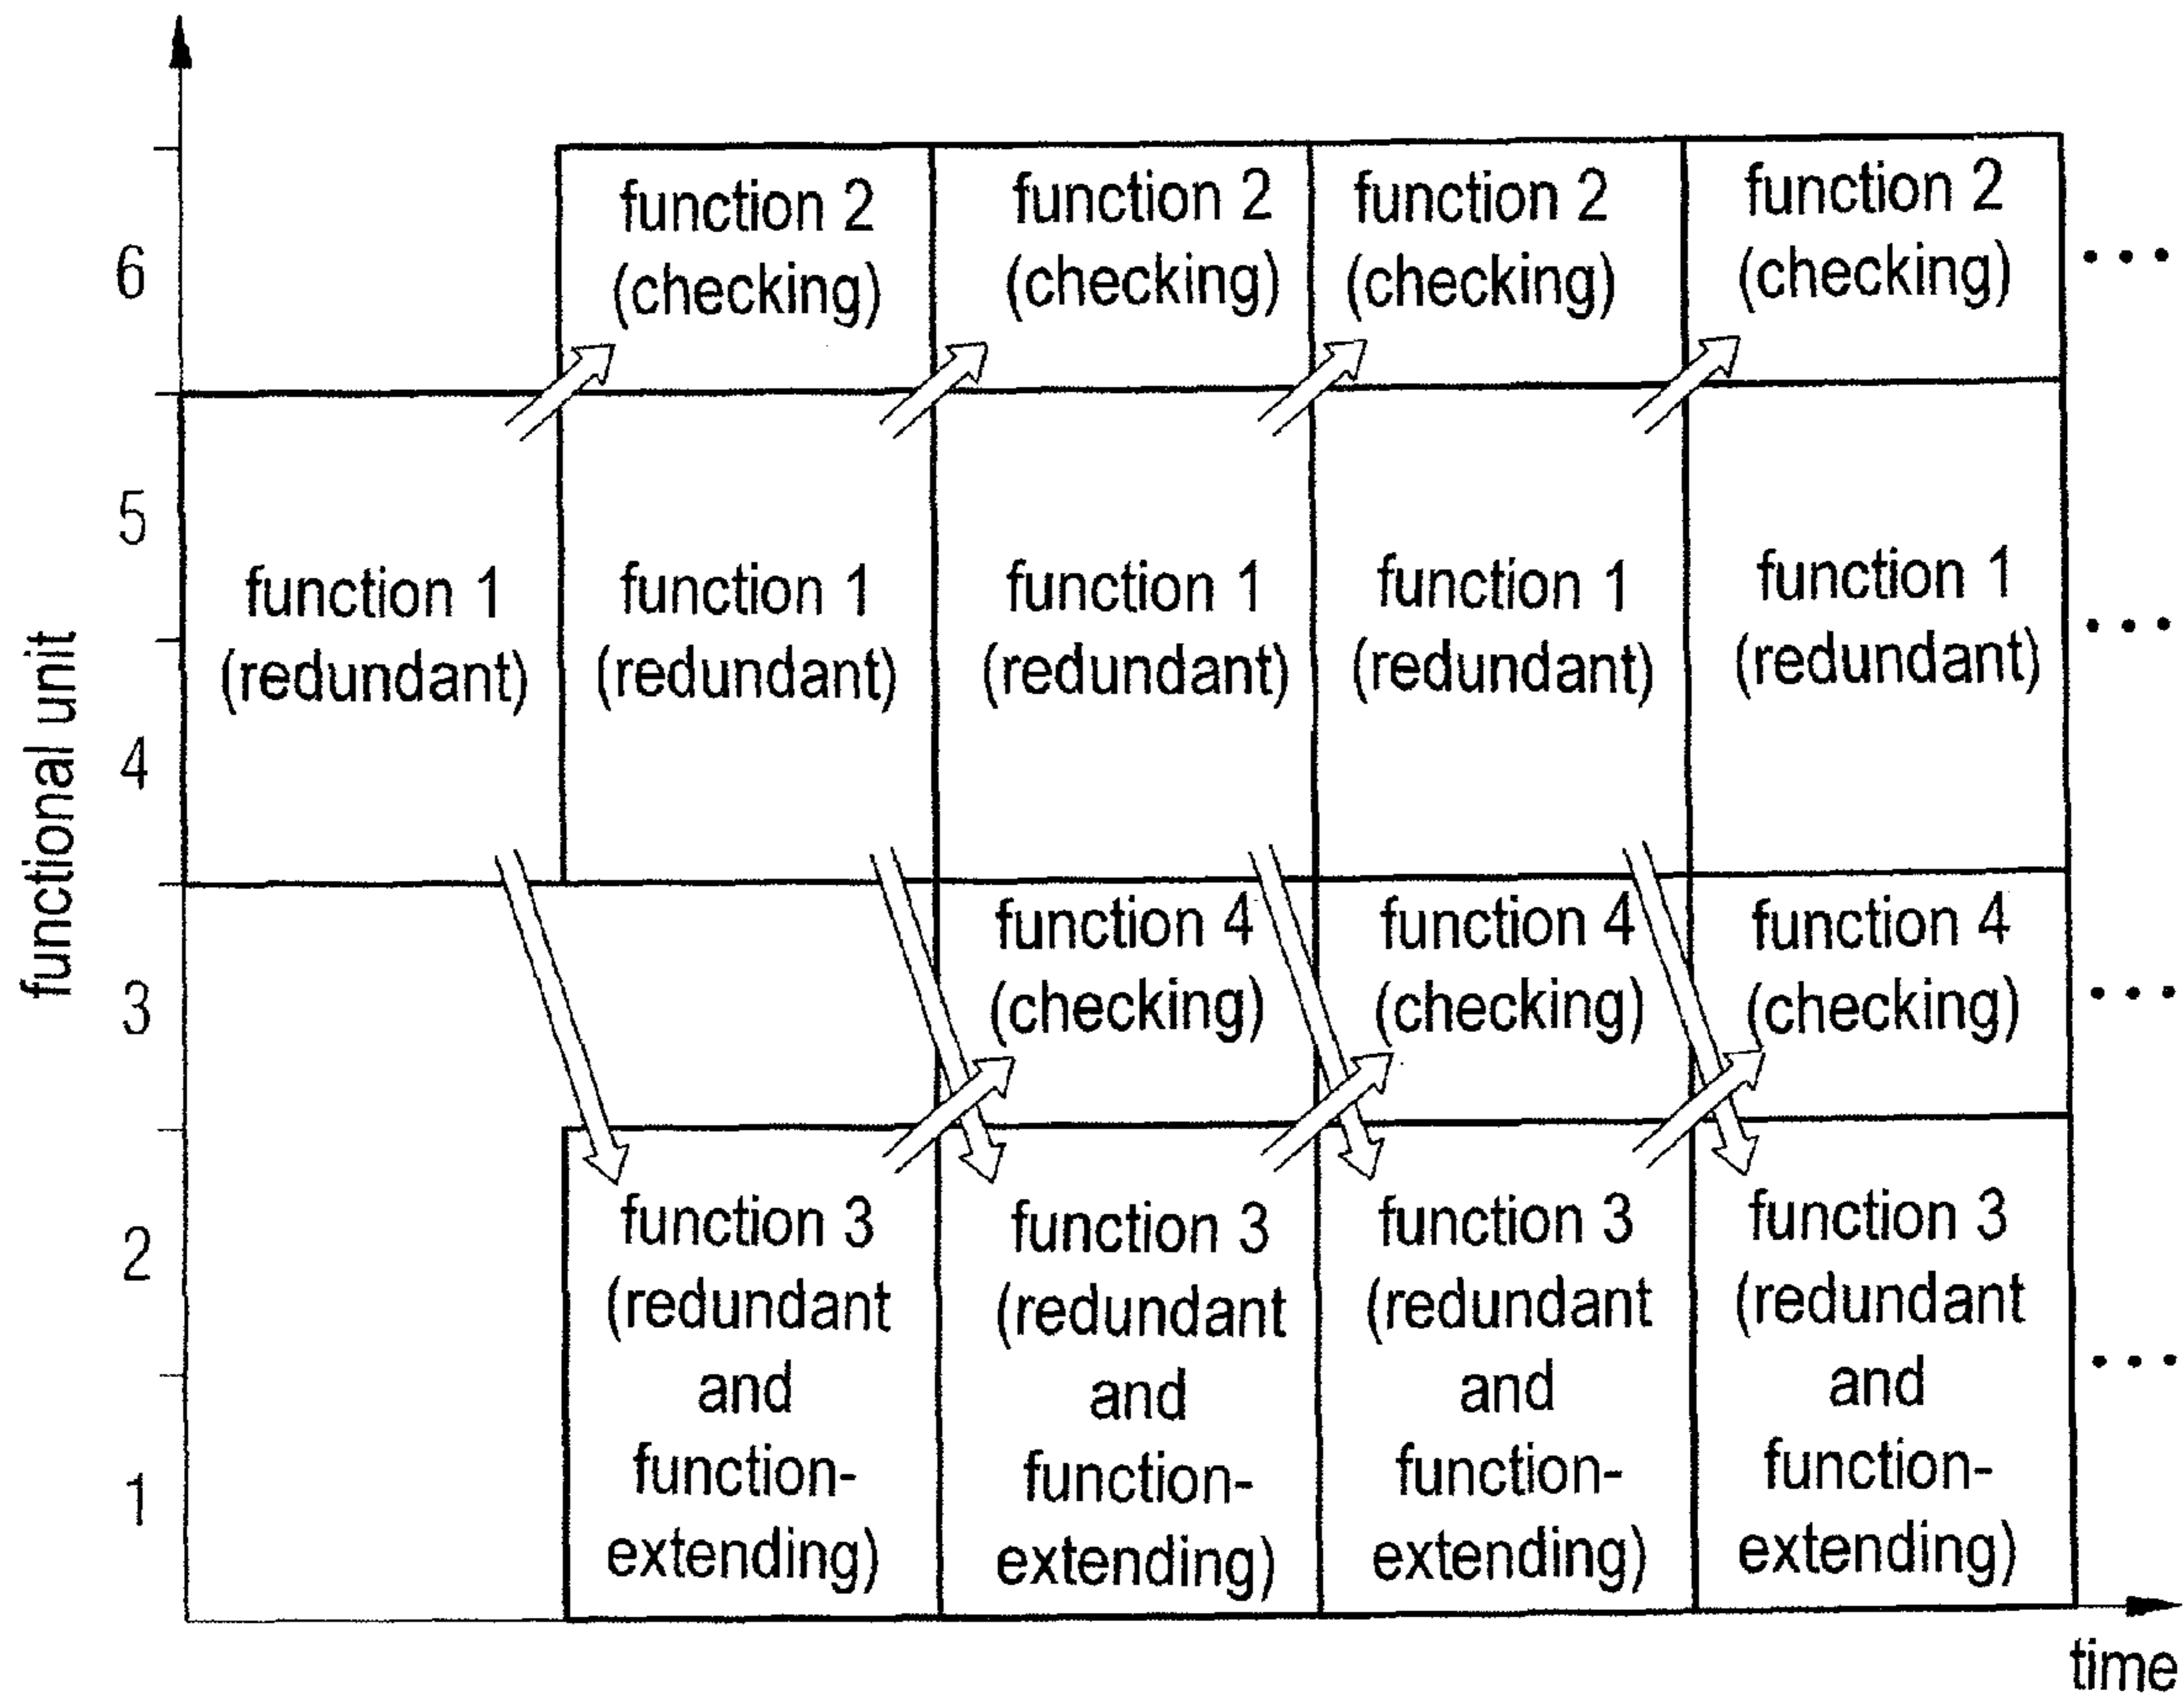 functional unit
6
5
4
3
2
1
function 2
(checking)
function 2
(checking)
function 2
(checking)
function 2
(checking)
...
function 1
(redundant)
function 1
(redundant)
function 1
(redundant)
function 1
(redundant)
function 1
(redundant)
...
function 4
(checking)
function 4
(checking)
function 4
(checking)
...
function 3
(redundant
and
function-
extending)
function 3
(redundant
and
function-
extending)
function 3
(redundant
and
function-
extending)
function 3
(redundant
and
function-
extending)
...
time